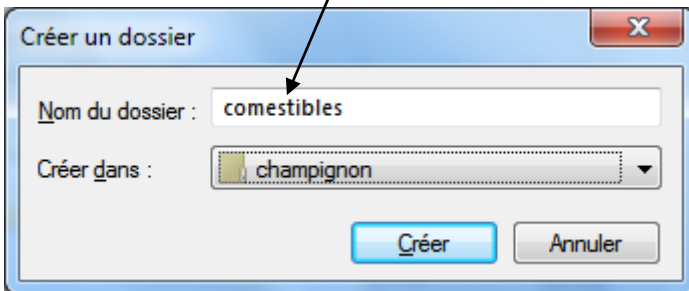 Créer un dossier
Nom du dossier : comestibles
Créer dans : champignon
Créer Annuler